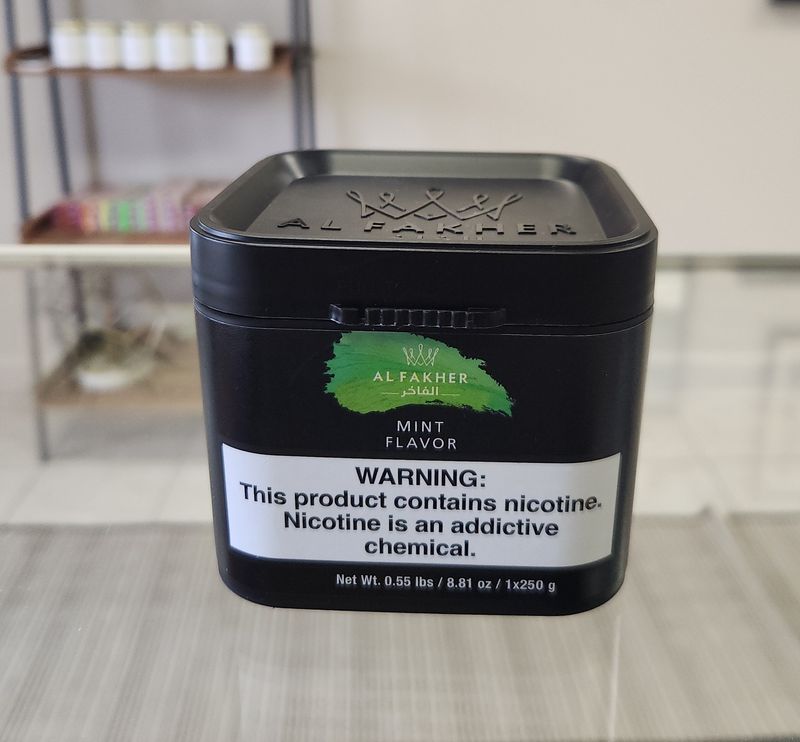 AL FAKHER
AL FAKHER
الفاخر
MINT
FLAVOR
WARNING:
This product contains nicotine.
Nicotine is an addictive
chemical.
Net Wt. 0.55 lbs / 8.81 oz / 1x250 g